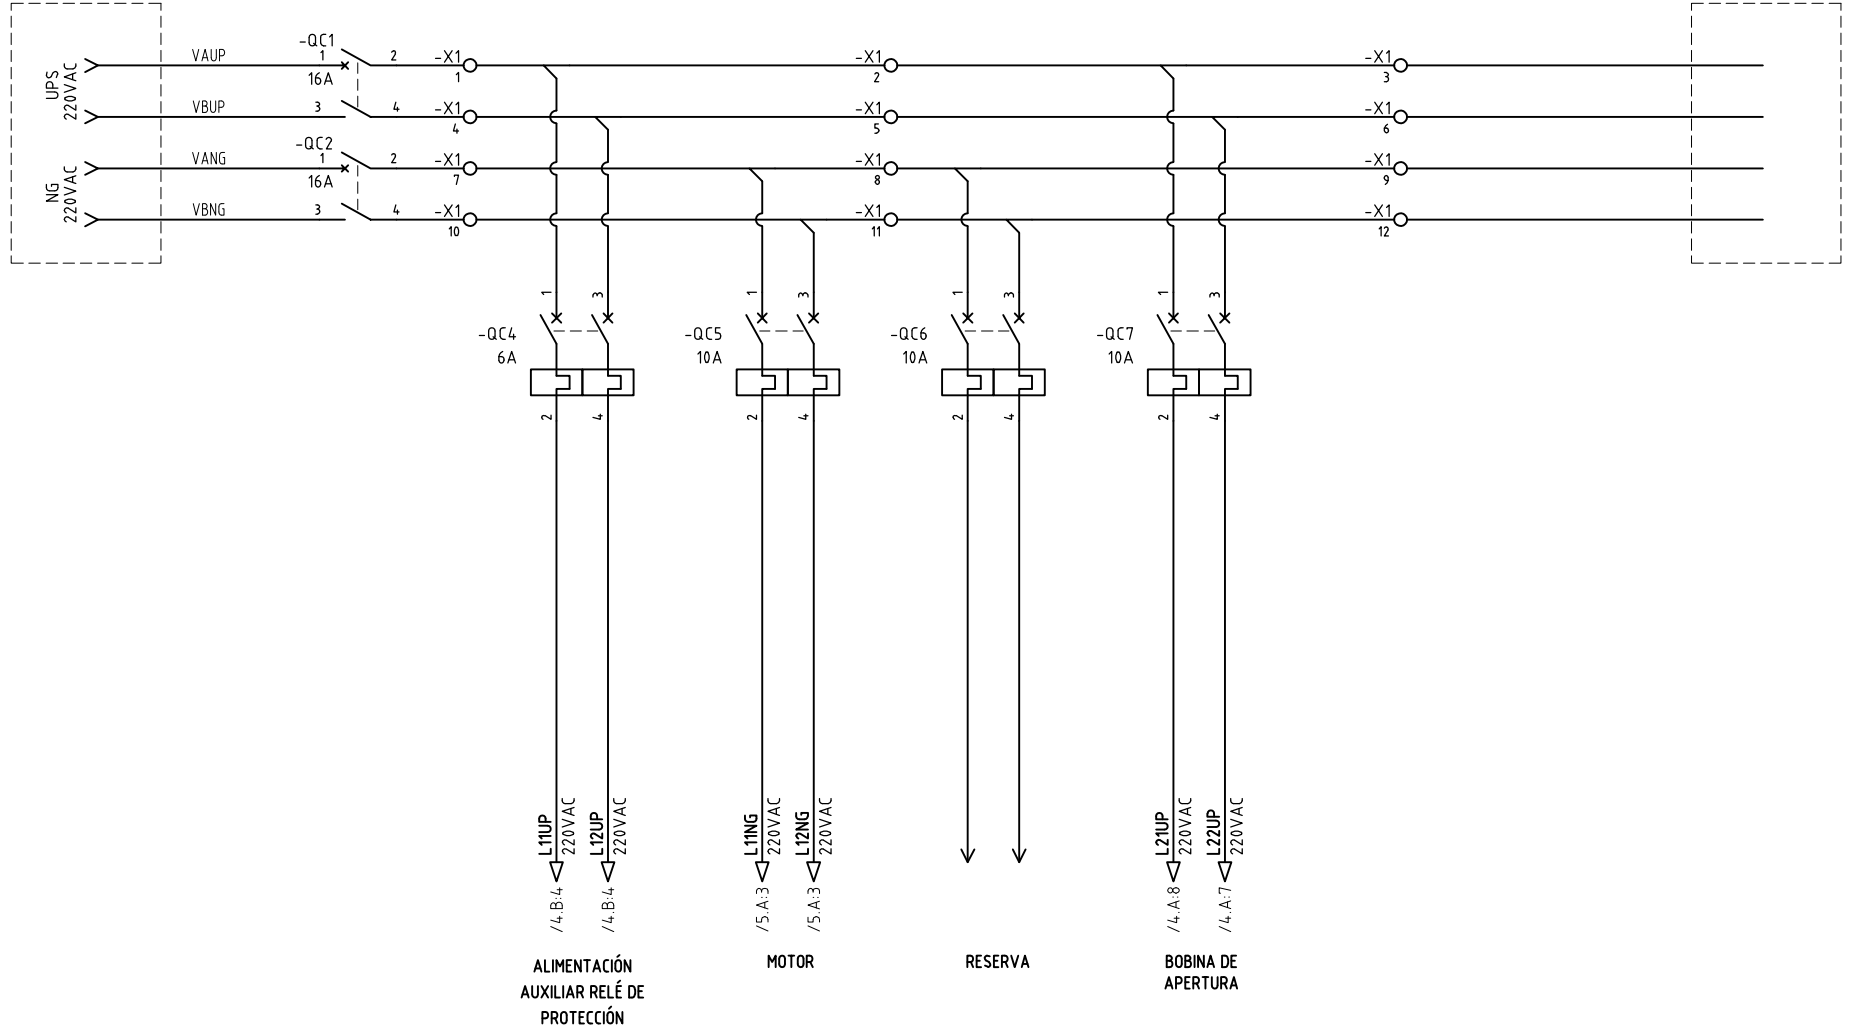 UPS
220VAC
NG
220VAC
VAUP
-QC1
1
2
16A
-X1
1
-X1
2
-X1
3
VBUP
3
4
-X1
4
-X1
5
-X1
6
VANG
-QC2
1
2
16A
-X1
7
-X1
8
-X1
9
VBNG
3
4
-X1
10
-X1
11
-X1
12
1
3
-QC4
6A
2
4
1
3
-QC5
10A
2
4
1
3
-QC6
10A
2
4
1
3
-QC7
10A
2
4
L11UP
220VAC
L12UP
220VAC
L11NG
220VAC
L12NG
220VAC
L21UP
220VAC
L22UP
220VAC
/4.B:4
/4.B:4
/5.A:3
/5.A:3
/4.A:8
/4.A:7
ALIMENTACIÓN
AUXILIAR RELÉ DE
PROTECCIÓN
MOTOR
RESERVA
BOBINA DE
APERTURA